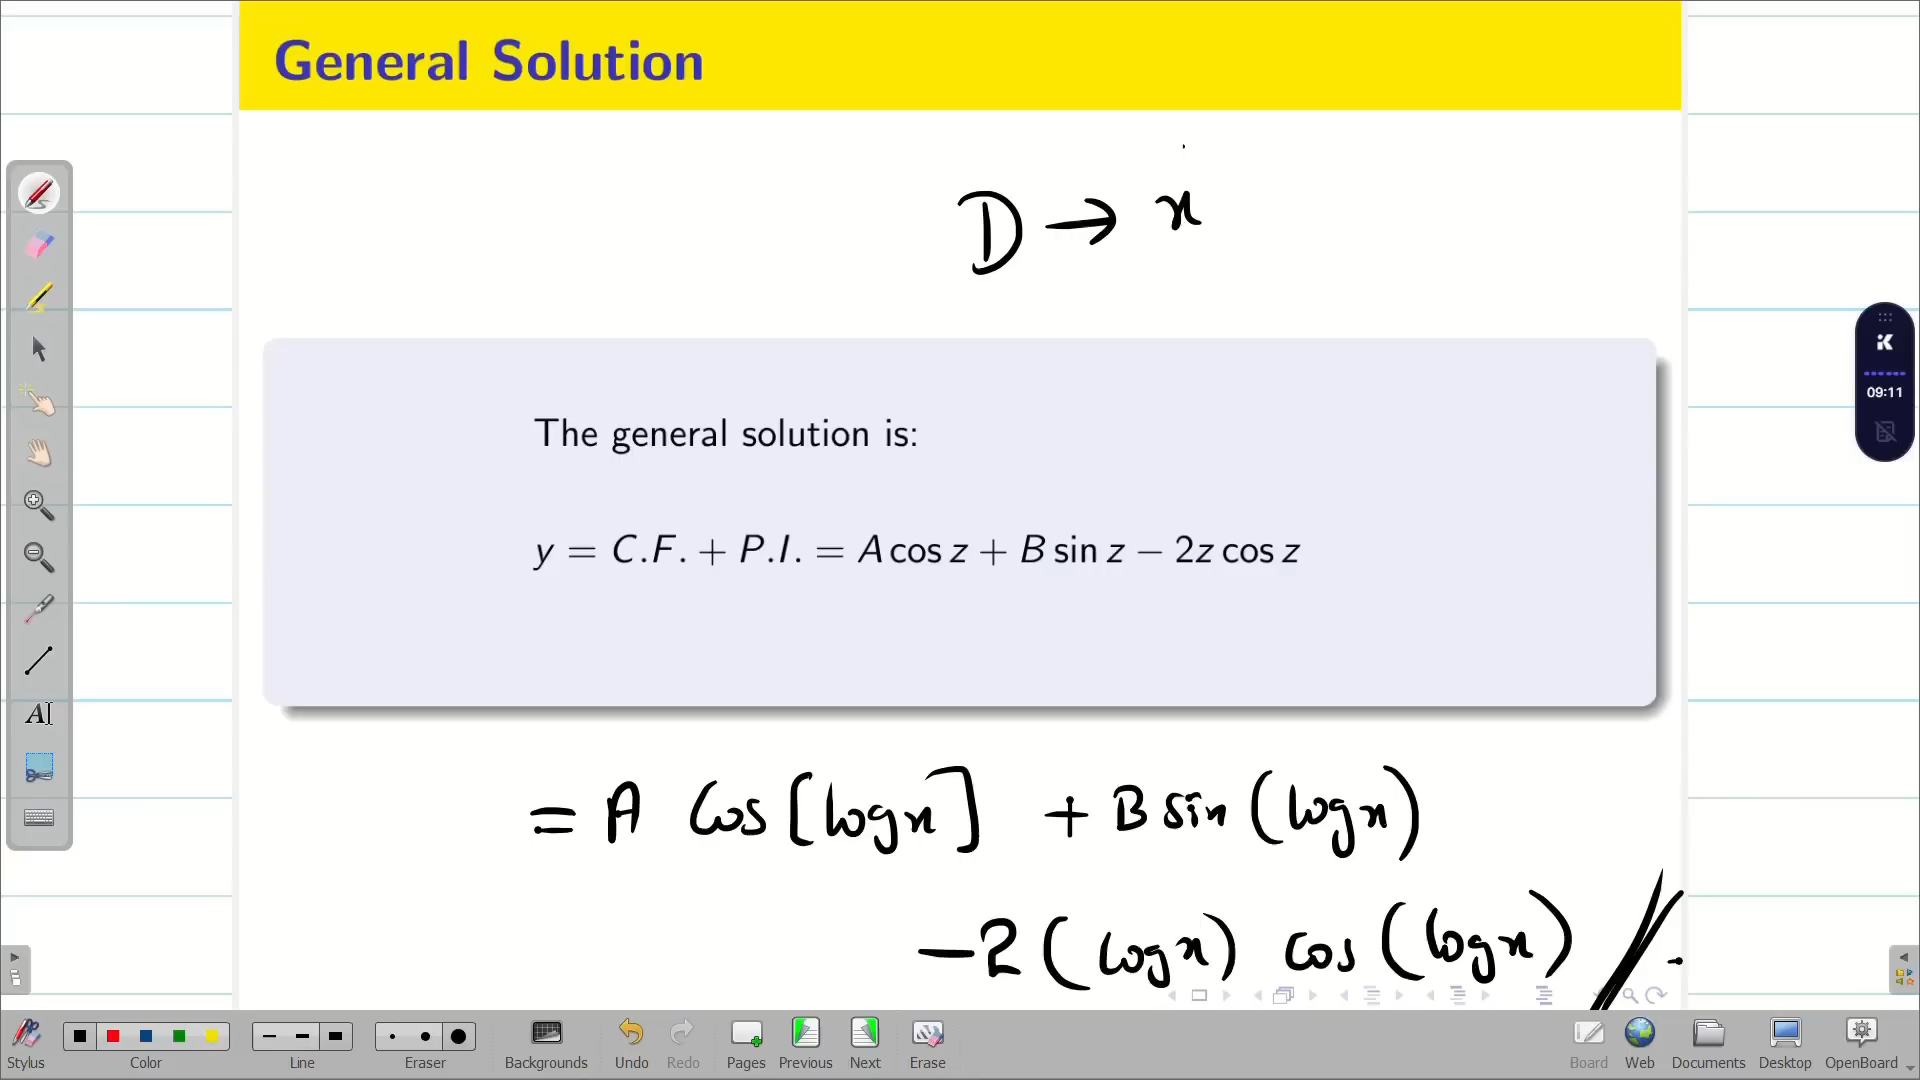 General Solution
D → x
The general solution is:
y = C.F. + P.I. = A cos z + B sin z − 2z cos z
= A Cos [log x] + B sin (log x)
− 2 (log x) cos (log x)
09:11
Stylus Color Line Eraser Backgrounds Undo Redo Pages Previous Next Erase Board Web Documents Desktop OpenBoard